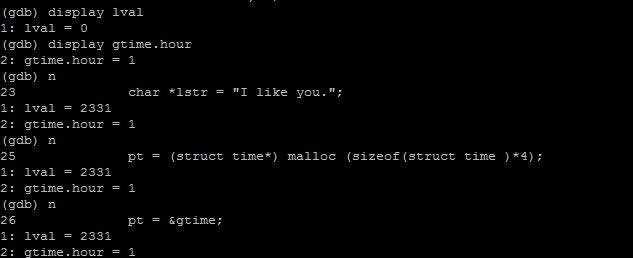 (gdb) display lval
1: lval = 0
(gdb) display gtime.hour
2: gtime.hour = 1
(gdb) n
23 char *lstr = "I like you.";
1: lval = 2331
2: gtime.hour = 1
(gdb) n
25 pt = (struct time*) malloc (sizeof(struct time )*4);
1: lval = 2331
2: gtime.hour = 1
(gdb) n
26 pt = &gtime;
1: lval = 2331
2: gtime.hour = 1